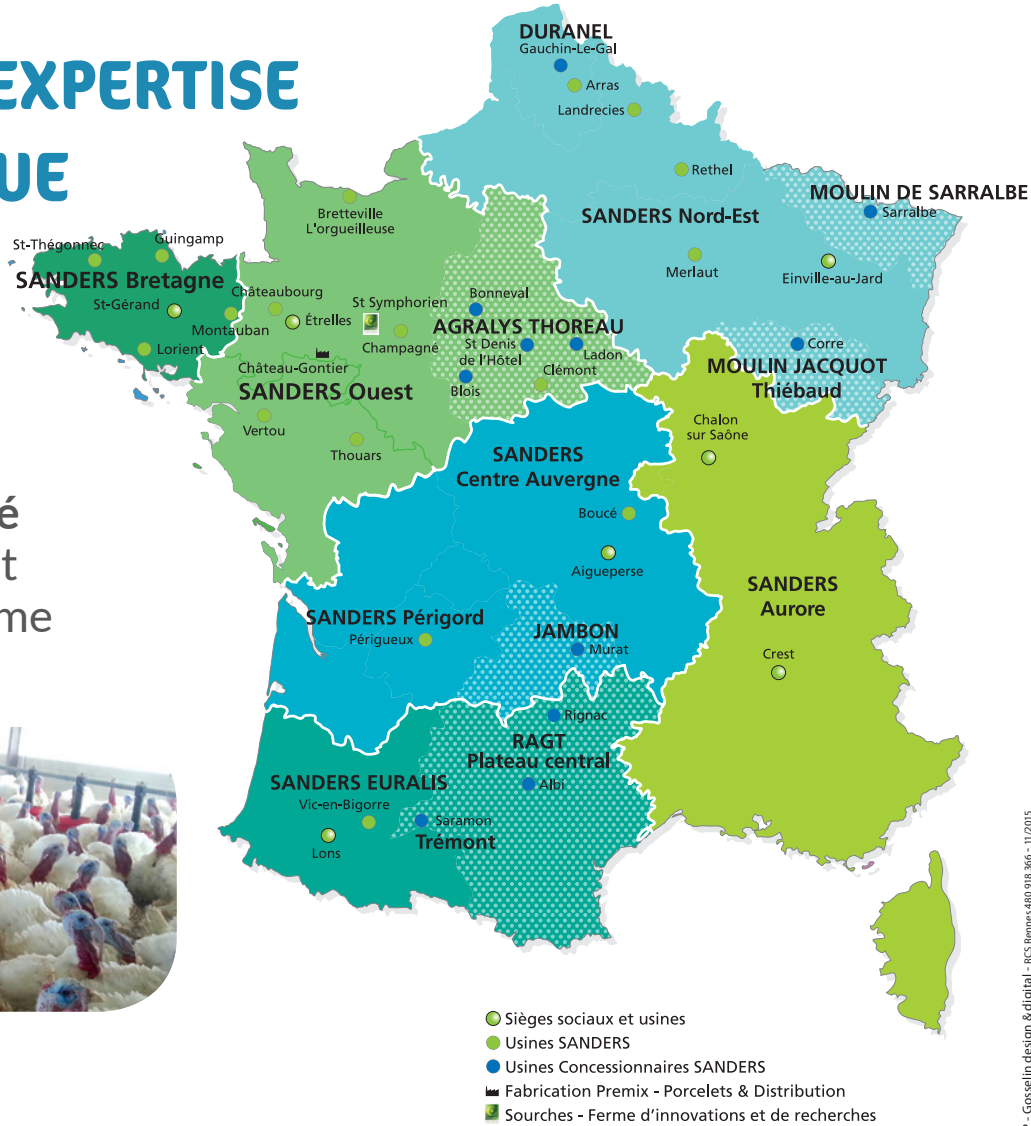 EXPERTISE
UE
é
t
me
DURANEL
Gauchin-Le-Gal
Arras
Landrecies
Rethel
MOULIN DE SARRALBE
Sarralbe
SANDERS Nord-Est
Merlaut
Einville-au-Jard
Bretteville
L'orgueilleuse
St-Thégonnec
Guingamp
SANDERS Bretagne
St-Gérand
Montauban
Lorient
Châteaubourg
Étrelles
St Symphorien
Champagné
Château-Gontier
SANDERS Ouest
Vertou
Thouars
Bonneval
AGRALYS THOREAU
St Denis
de l'Hôtel
Ladon
Blois
Clémont
Corre
MOULIN JACQUOT
Thiébaud
Chalon
sur Saône
SANDERS
Centre Auvergne
Boucé
Aigueperse
SANDERS
Aurore
Crest
SANDERS Périgord
Périgueux
JAMBON
Murat
Rignac
RAGT
Plateau central
Albi
SANDERS EURALIS
Vic-en-Bigorre
Lons
Saramon
Trémont
Sièges sociaux et usines
Usines SANDERS
Usines Concessionnaires SANDERS
Fabrication Premix - Porcelets & Distribution
Sourches - Ferme d'innovations et de recherches
- Gosselin design & digital - RCS Rennes 480 918 366 - 11/2015